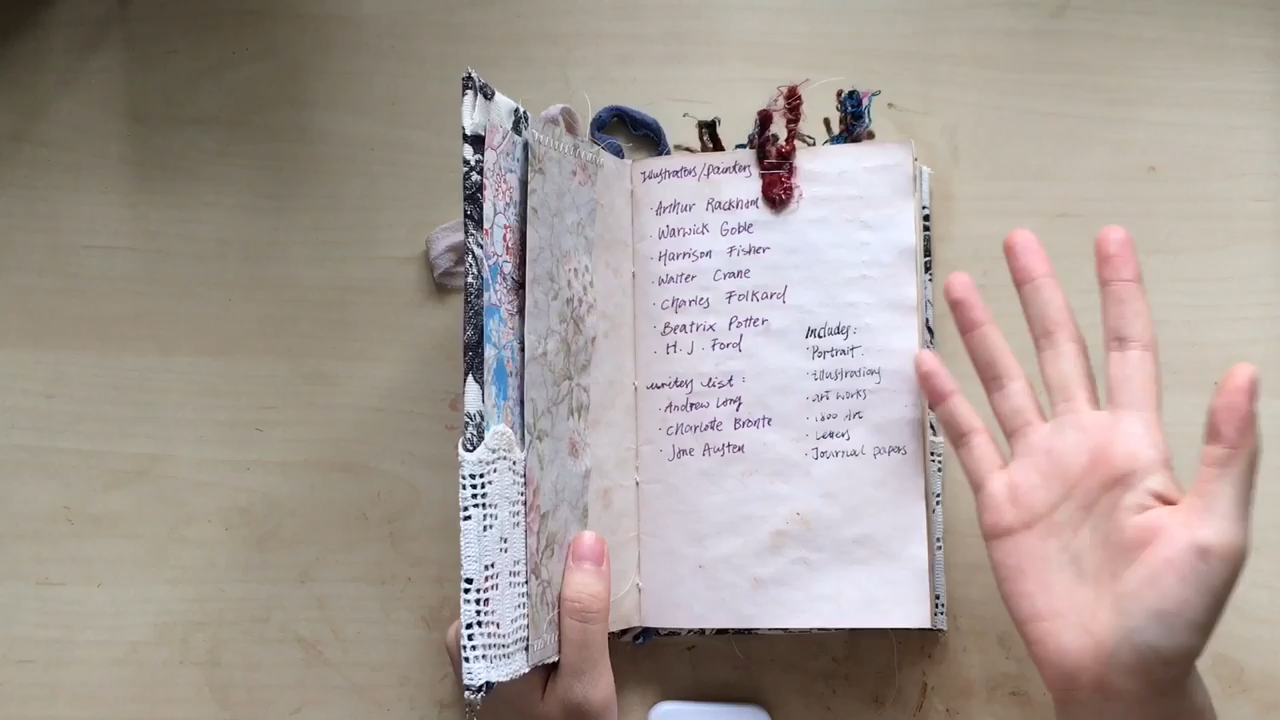 Illustrators/painters
· Arthur Rackham
· Warwick Goble
· Harrison Fisher
· Walter Crane
· Charles Folkard
· Beatrix Potter
· H. J. Ford
writers list :
· Andrew Lang
· Charlotte Bronte
· Jane Austen
Includes :
· Portrait.
· Illustrations
· art works
· 1800 Art
· Letters
· Journal papers